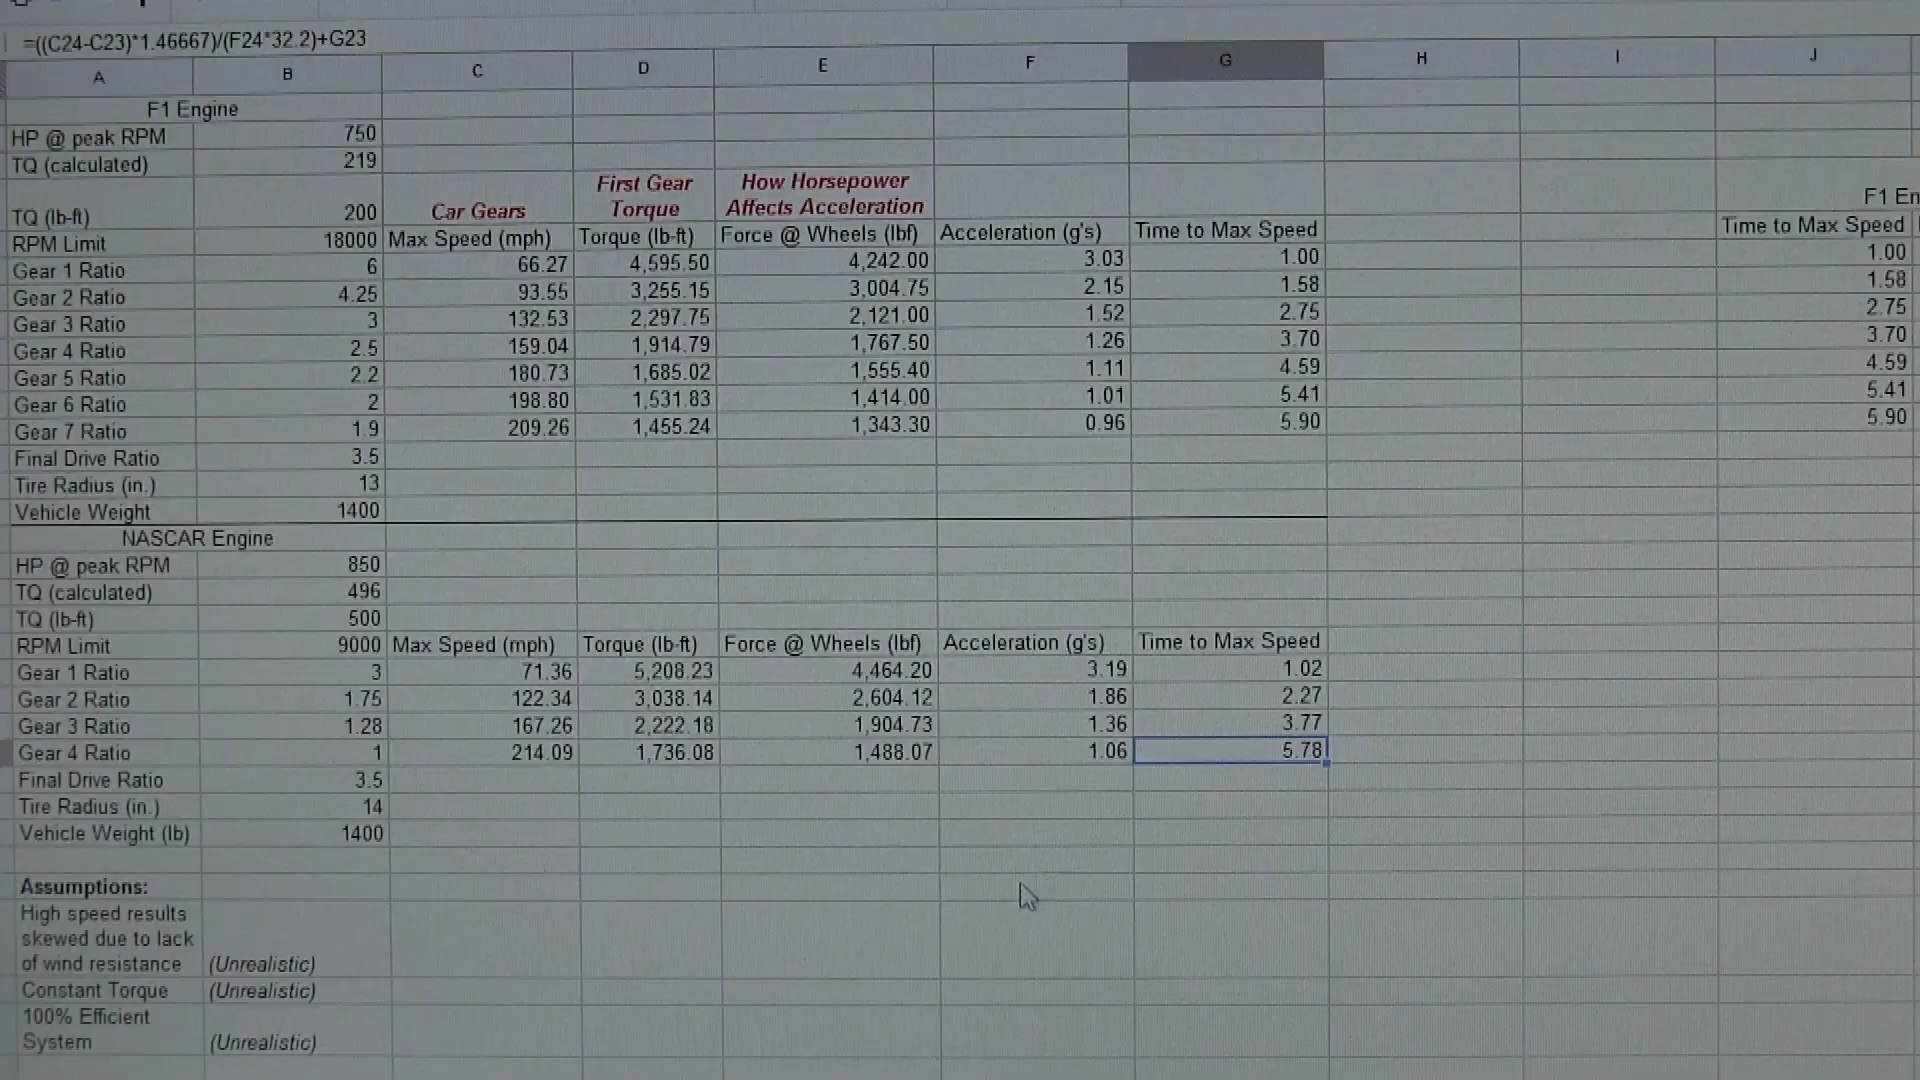 =((C24-C23)*1.46667)/(F24*32.2)+G23
A B C D E F G H I J
F1 Engine
HP @ peak RPM 750
TQ (calculated) 219
First Gear How Horsepower
TQ (lb-ft) 200 Car Gears Torque Affects Acceleration F1 En
RPM Limit 18000 Max Speed (mph) Torque (lb-ft) Force @ Wheels (lbf) Acceleration (g's) Time to Max Speed Time to Max Speed
Gear 1 Ratio 6 66.27 4,595.50 4,242.00 3.03 1.00 1.00
Gear 2 Ratio 4.25 93.55 3,255.15 3,004.75 2.15 1.58 1.58
Gear 3 Ratio 3 132.53 2,297.75 2,121.00 1.52 2.75 2.75
Gear 4 Ratio 2.5 159.04 1,914.79 1,767.50 1.26 3.70 3.70
Gear 5 Ratio 2.2 180.73 1,685.02 1,555.40 1.11 4.59 4.59
Gear 6 Ratio 2 198.80 1,531.83 1,414.00 1.01 5.41 5.41
Gear 7 Ratio 1.9 209.26 1,455.24 1,343.30 0.96 5.90 5.90
Final Drive Ratio 3.5
Tire Radius (in.) 13
Vehicle Weight 1400
NASCAR Engine
HP @ peak RPM 850
TQ (calculated) 496
TQ (lb-ft) 500
RPM Limit 9000 Max Speed (mph) Torque (lb-ft) Force @ Wheels (lbf) Acceleration (g's) Time to Max Speed
Gear 1 Ratio 3 71.36 5,208.23 4,464.20 3.19 1.02
Gear 2 Ratio 1.75 122.34 3,038.14 2,604.12 1.86 2.27
Gear 3 Ratio 1.28 167.26 2,222.18 1,904.73 1.36 3.77
Gear 4 Ratio 1 214.09 1,736.08 1,488.07 1.06 5.78
Final Drive Ratio 3.5
Tire Radius (in.) 14
Vehicle Weight (lb) 1400
Assumptions:
High speed results
skewed due to lack
of wind resistance (Unrealistic)
Constant Torque (Unrealistic)
100% Efficient
System (Unrealistic)